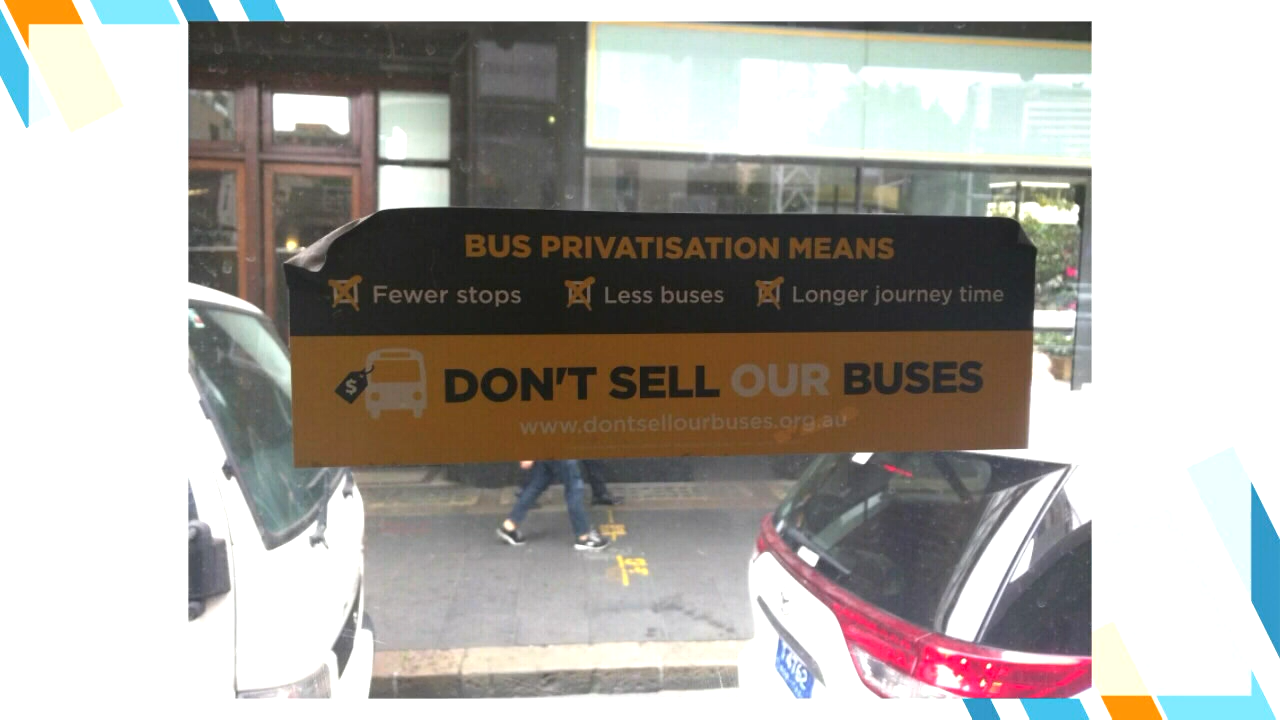 BUS PRIVATISATION MEANS
Fewer stops Less buses Longer journey time
$ DON'T SELL OUR BUSES
www.dontsellourbuses.org.au